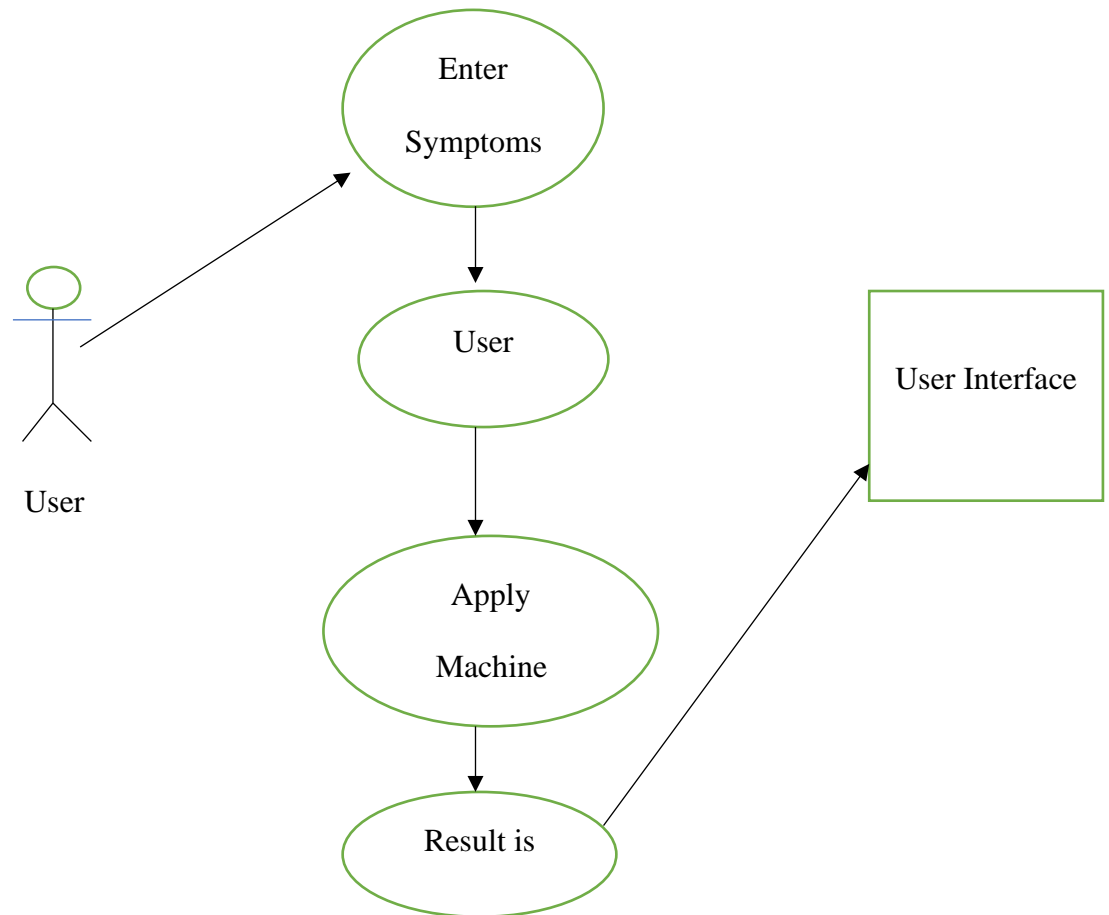 Enter
Symptoms
User
User Interface
User
Apply
Machine
Result is